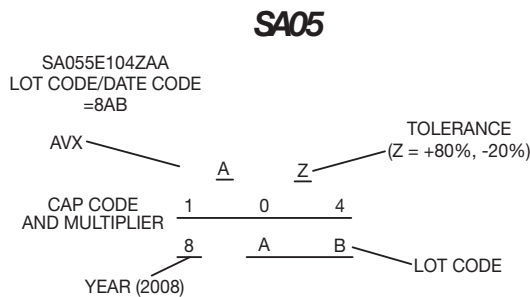 SA05
SA055E104ZAA
LOT CODE/DATE CODE
=8AB
AVX
TOLERANCE
(Z = +80%, -20%)
A Z
CAP CODE
AND MULTIPLIER
1 0 4
8 A B
LOT CODE
YEAR (2008)